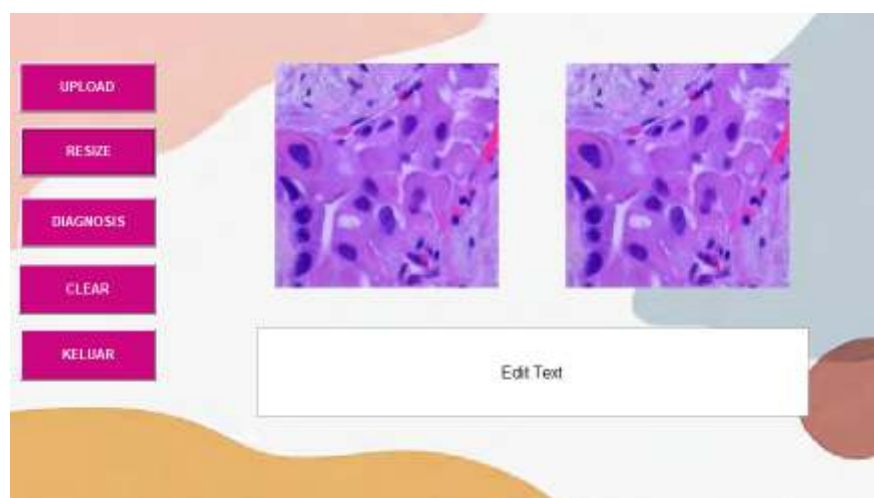 UPLOAD
RESIZE
DIAGNOSIS
CLEAR
KELUAR
Edit Text